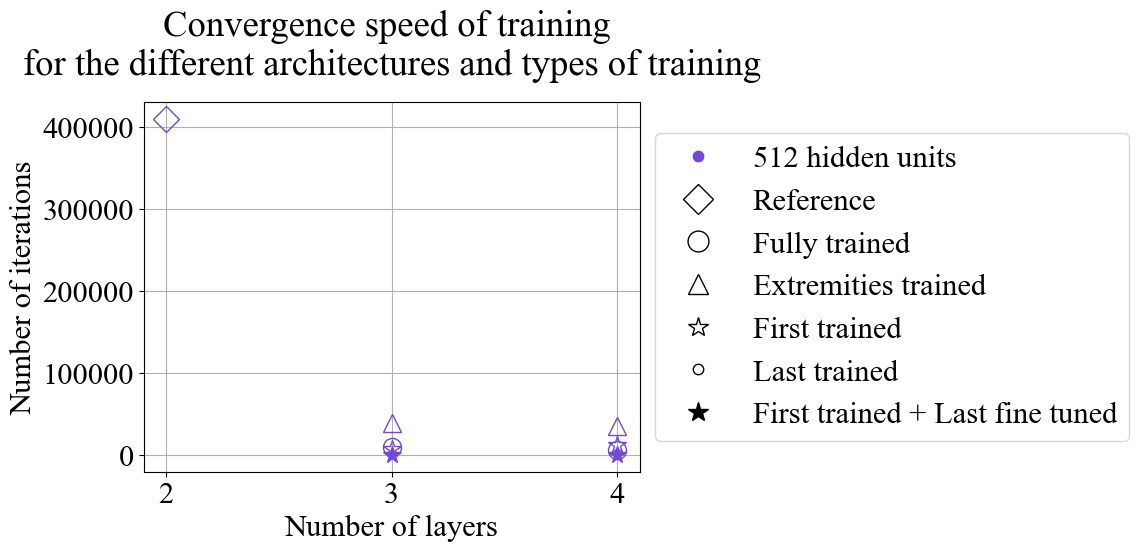 Convergence speed of training
for the different architectures and types of training
Number of iterations
400000
300000
200000
100000
0
2
3
4
Number of layers
512 hidden units
Reference
Fully trained
Extremities trained
First trained
Last trained
First trained + Last fine tuned